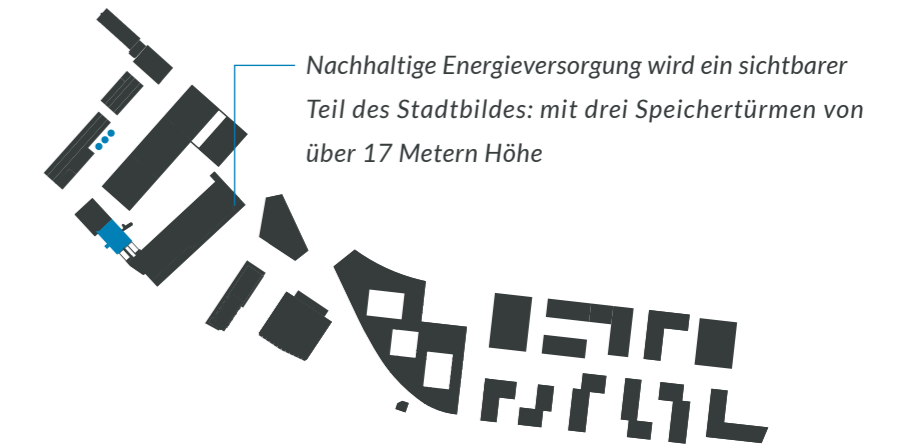 Nachhaltige Energieversorgung wird ein sichtbarer
Teil des Stadtbildes: mit drei Speichertürmen von
über 17 Metern Höhe